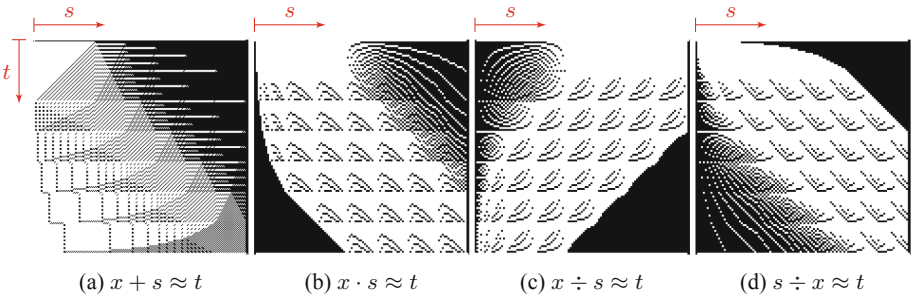 s s s s
t
(a) x + s ≈ t (b) x · s ≈ t (c) x ÷ s ≈ t (d) s ÷ x ≈ t